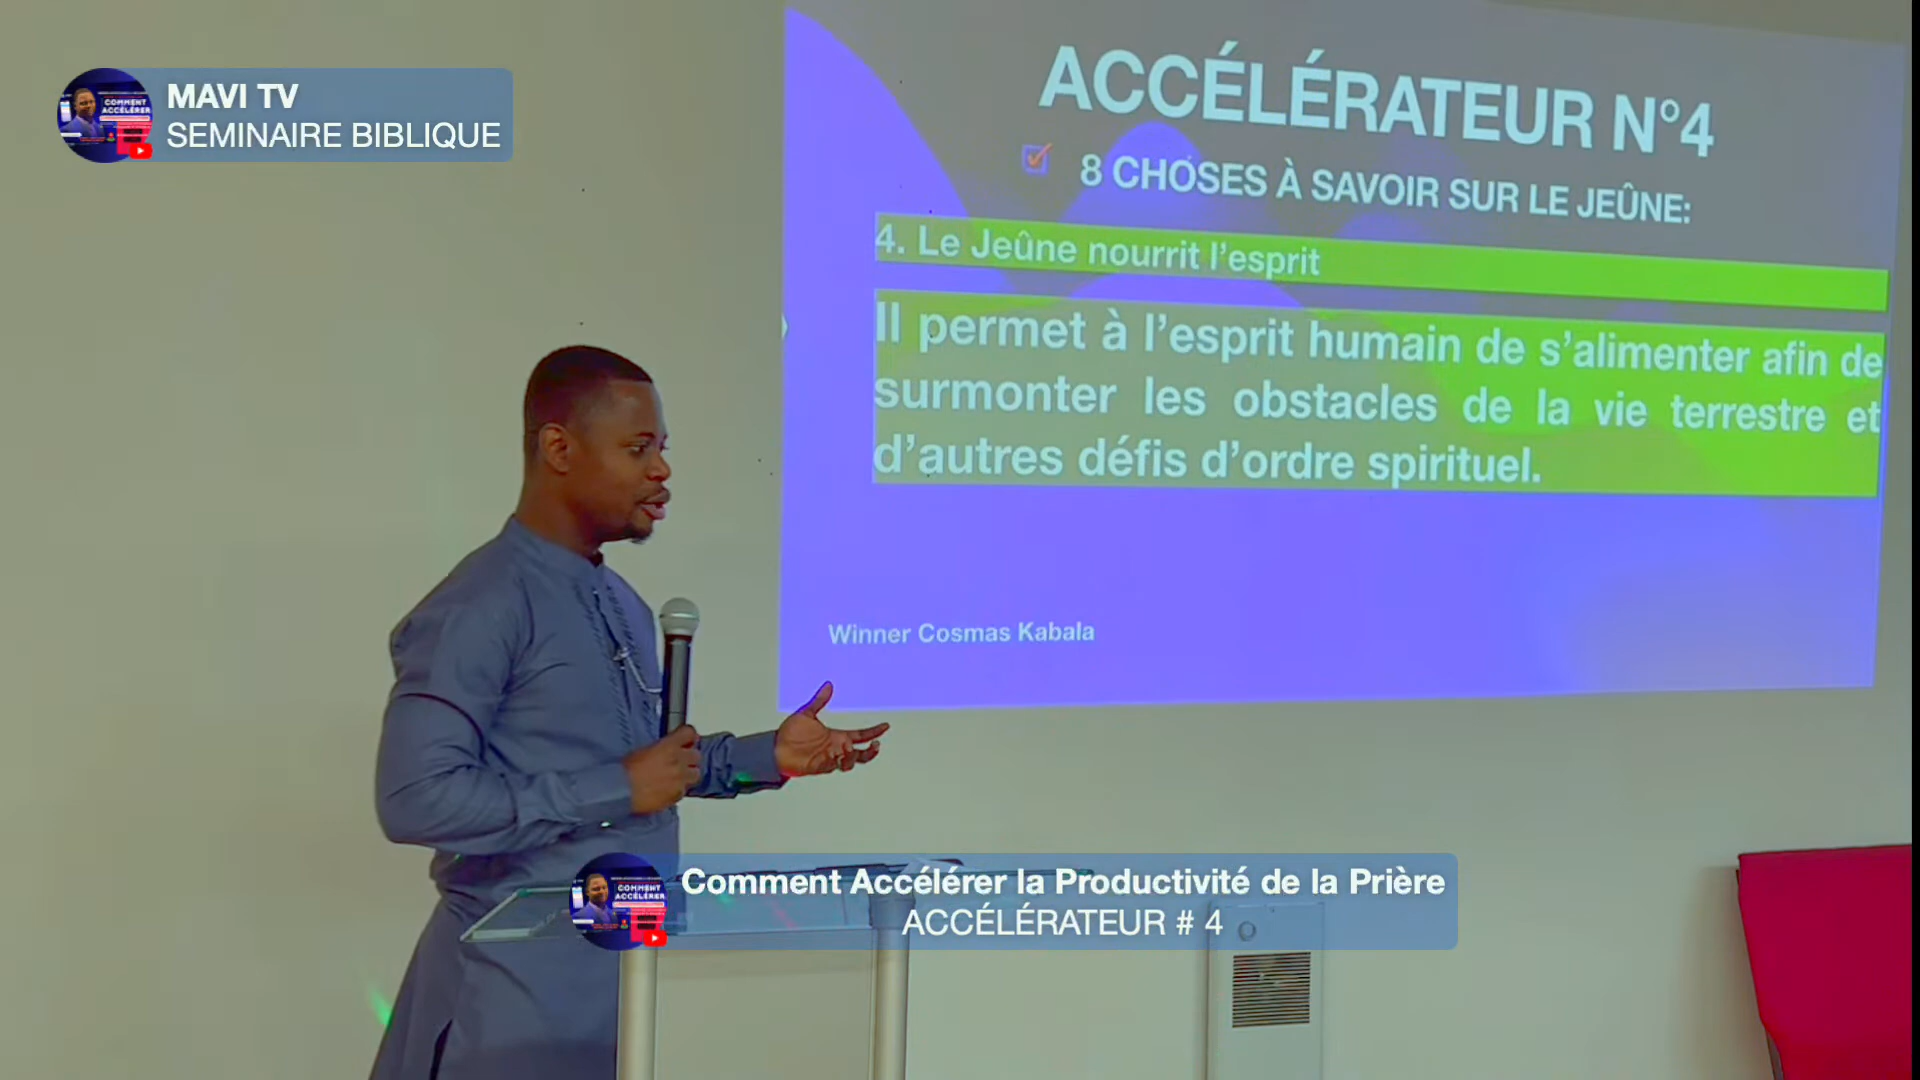 MAVI TV
SEMINAIRE BIBLIQUE
ACCÉLÉRATEUR N°4
8 CHOSES À SAVOIR SUR LE JEÛNE:
4. Le Jeûne nourrit l’esprit
Il permet à l’esprit humain de s’alimenter afin de
surmonter les obstacles de la vie terrestre et
d’autres défis d’ordre spirituel.
Winner Cosmas Kabala
COMMENT
ACCÉLÉRER
Comment Accélérer la Productivité de la Prière
ACCÉLÉRATEUR # 4